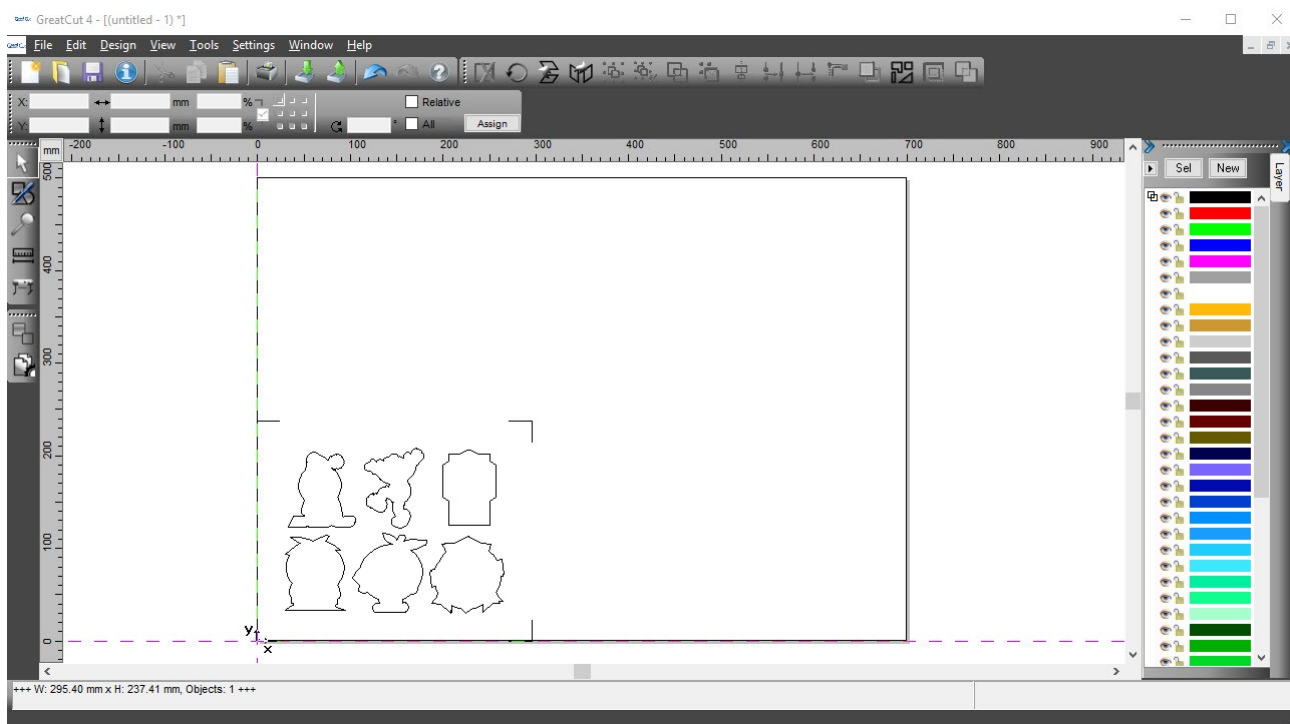 GreatCut 4 - [(untitled - 1) *]
File Edit Design View Tools Settings Window Help
X: mm % Relative
Y: mm % ° All Assign
mm -200 -100 0 100 200 300 400 500 600 700 800 900
Sel New
Layer
500
400
300
200
100
0
y
x
+++ W: 295.40 mm x H: 237.41 mm, Objects: 1 +++